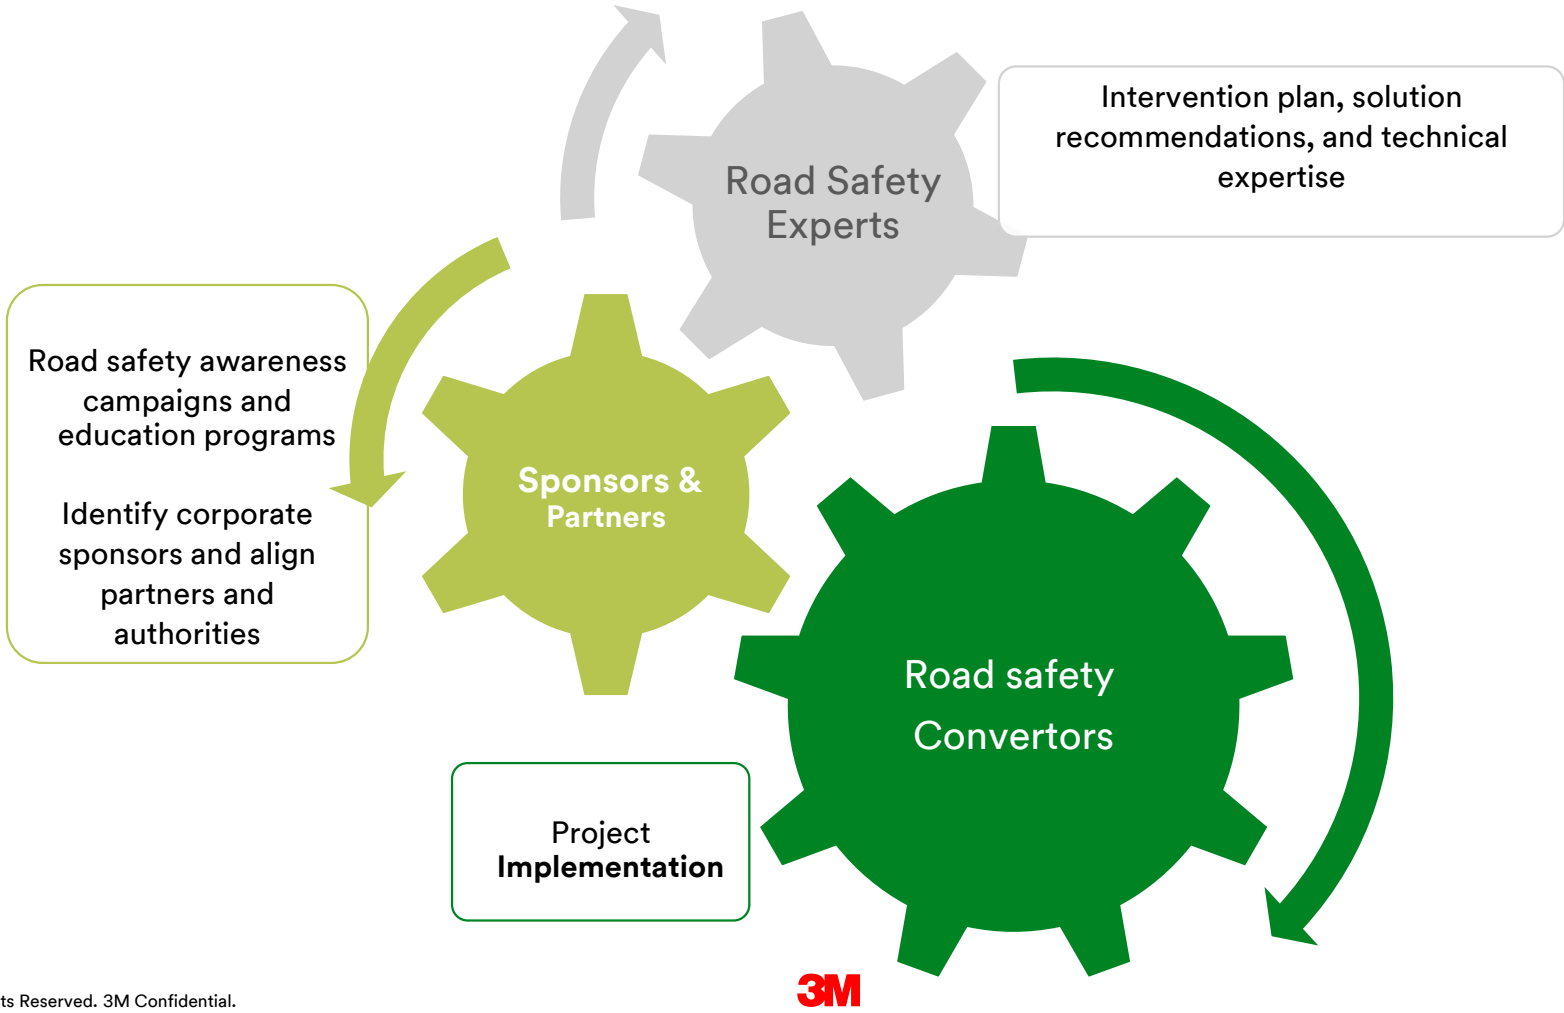 Intervention plan, solution
recommendations, and technical
expertise
Road Safety
Experts
Road safety awareness
campaigns and
education programs
Identify corporate
sponsors and align
partners and
authorities
Sponsors &
Partners
Road safety
Convertors
Project
Implementation
ts Reserved. 3M Confidential.
3M